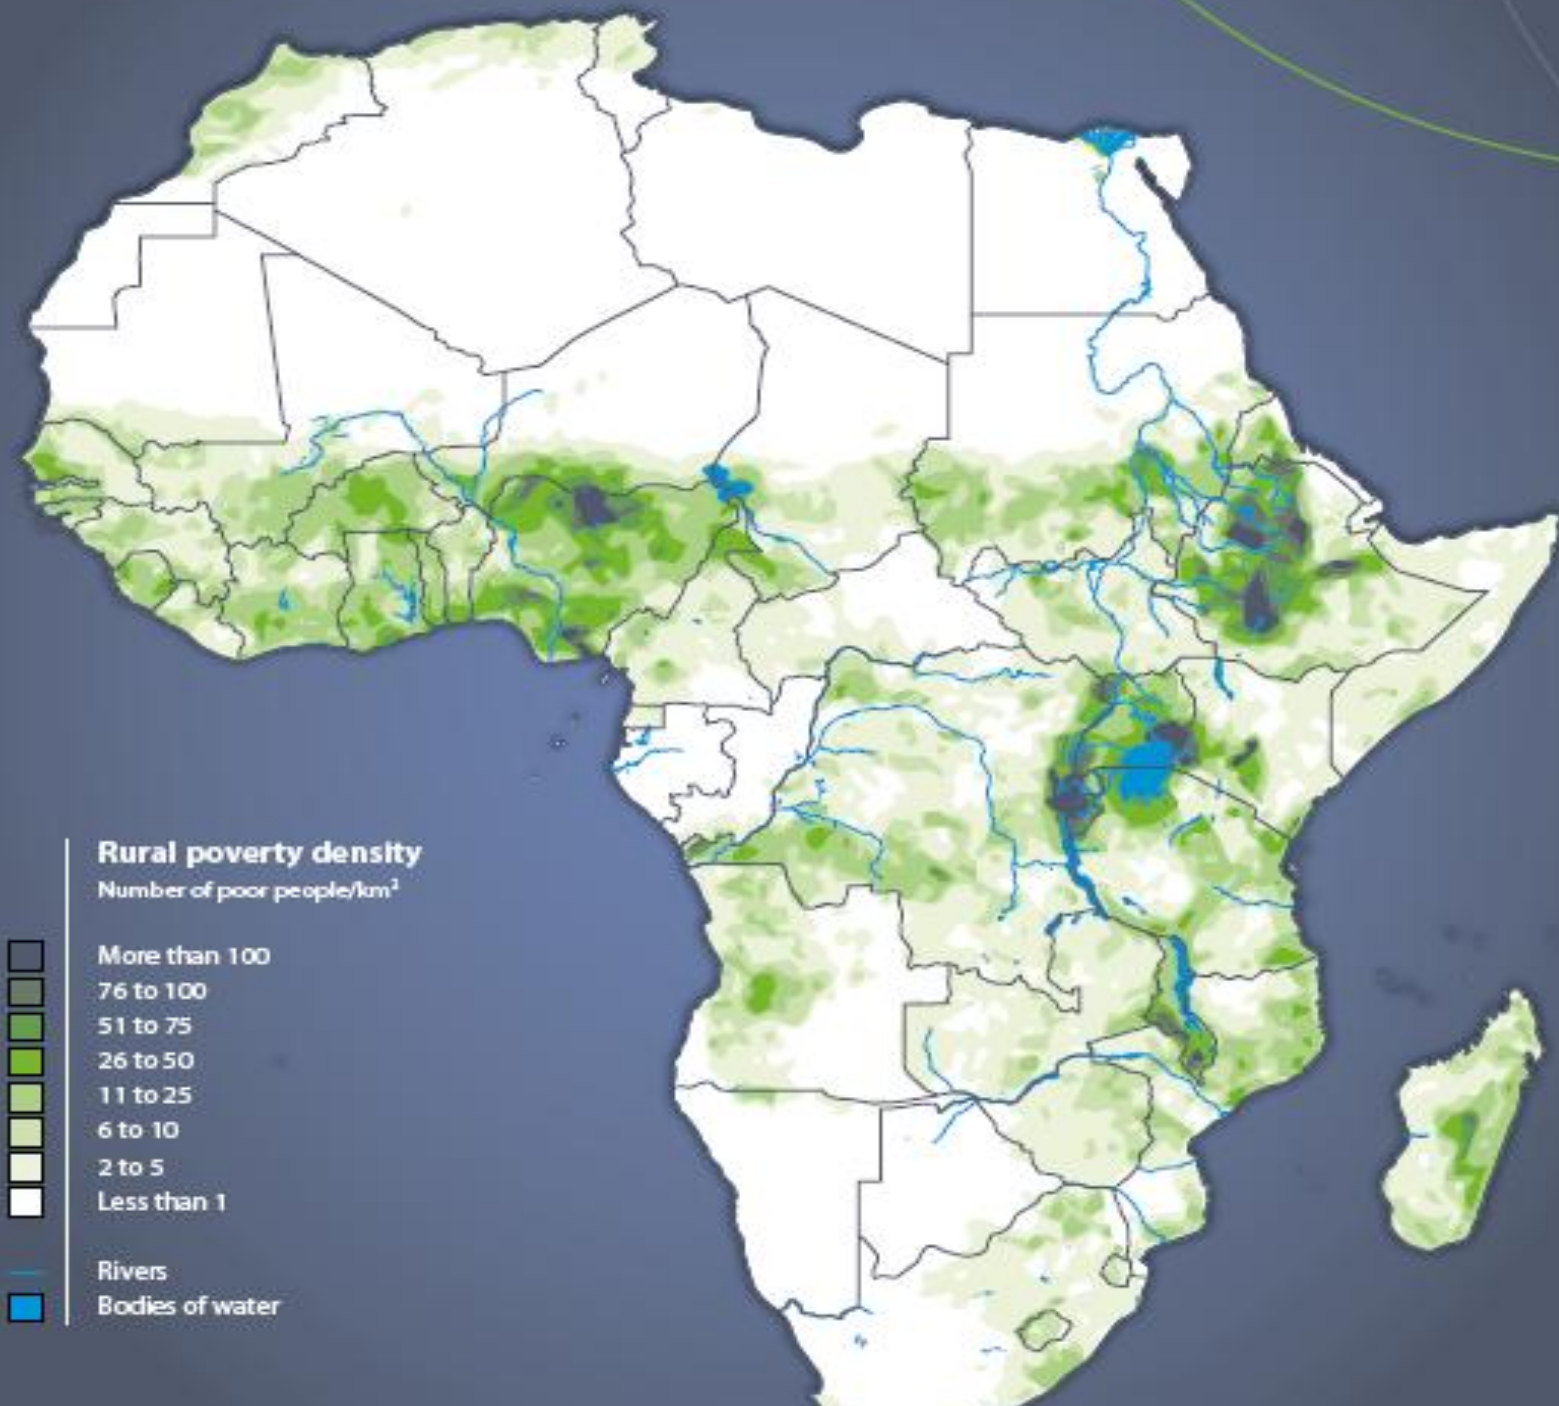 Rural poverty density
Number of poor people/km²
More than 100
76 to 100
51 to 75
26 to 50
11 to 25
6 to 10
2 to 5
Less than 1
Rivers
Bodies of water